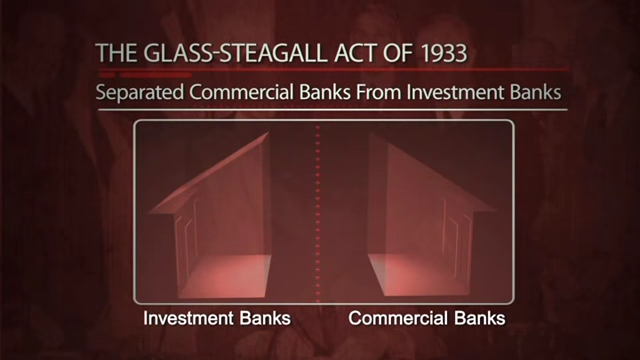 THE GLASS-STEAGALL ACT OF 1933
Separated Commercial Banks From Investment Banks
Investment Banks
Commercial Banks